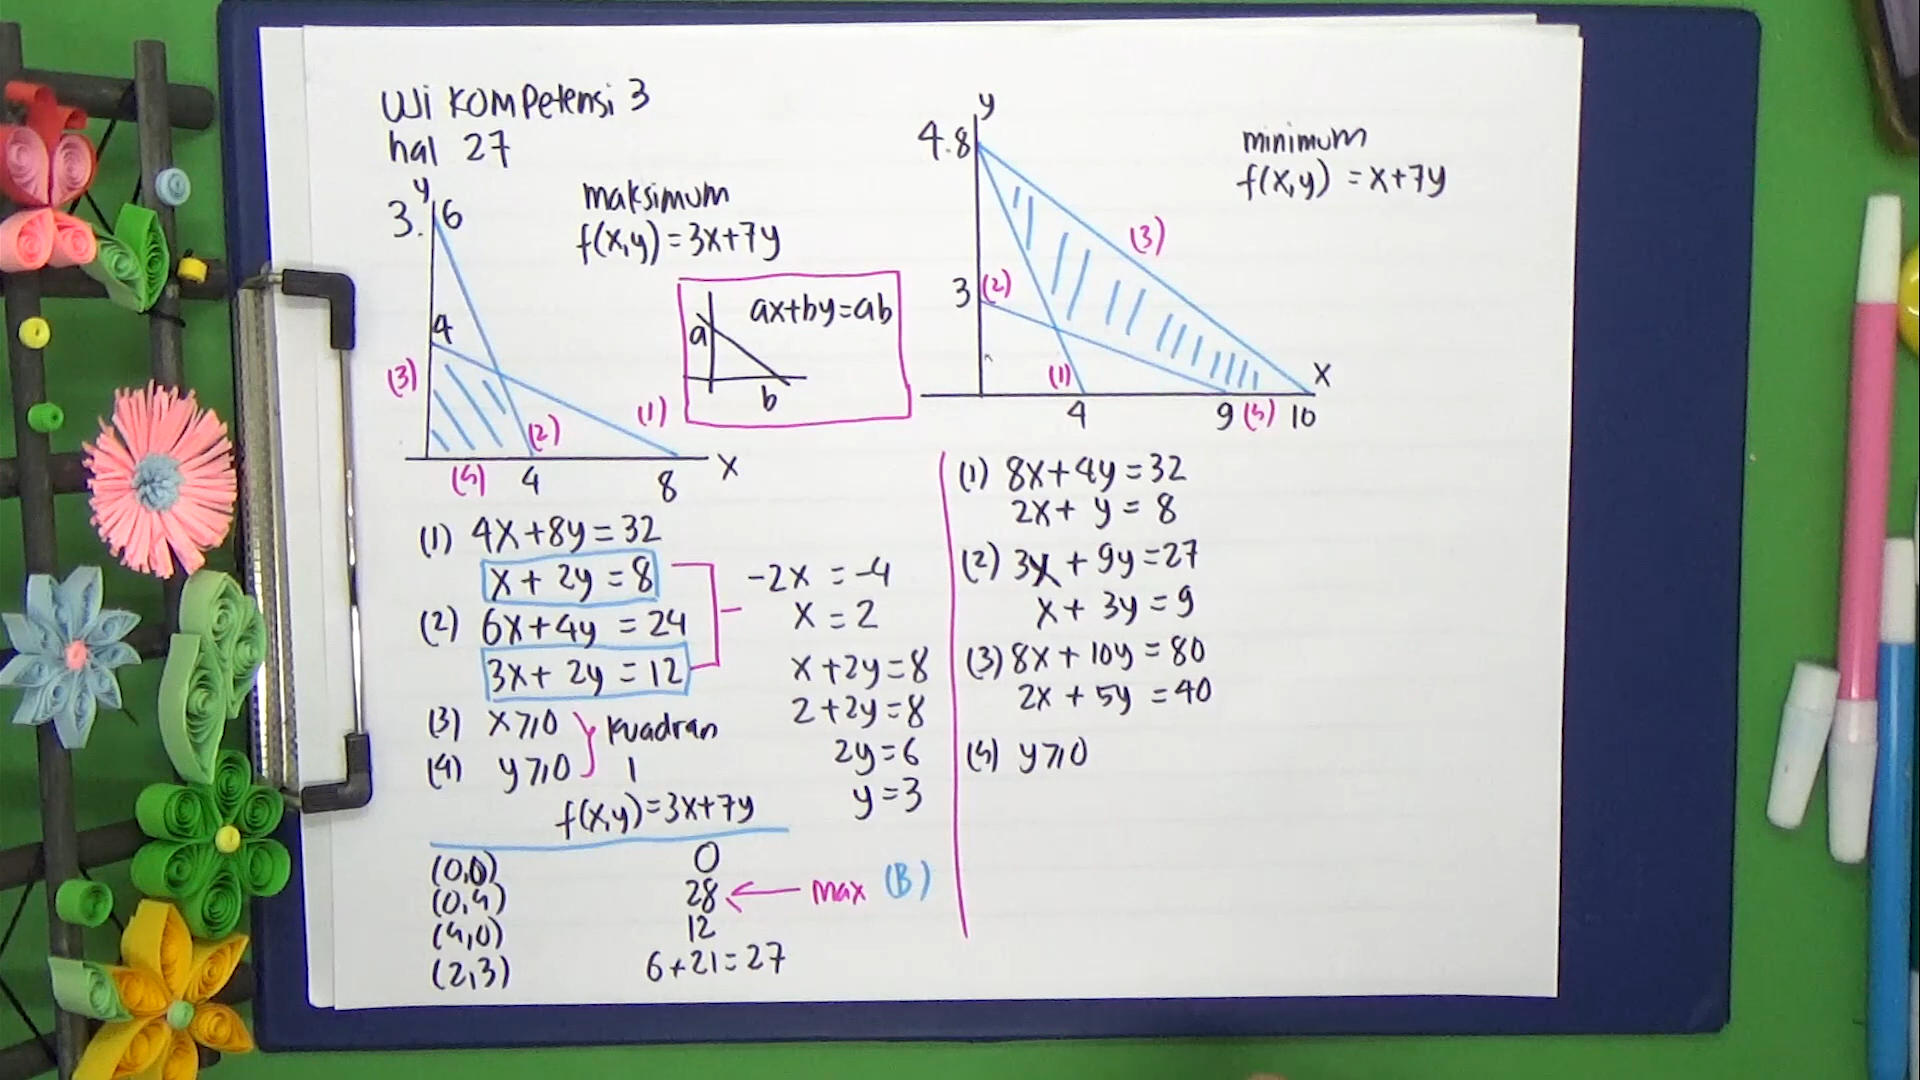 Uji Kompetensi 3
hal 27
3.
y
6
4
(3)
(4)
4
(2)
8
(1)
x
maksimum
f(x,y) = 3x+7y
a
b
ax+by=ab
(1) 4x+8y = 32
x + 2y = 8
(2) 6x+4y = 24
3x + 2y = 12
(3) x ⩾ 0
(4) y ⩾ 0
kuadran
1
-2x = -4
x = 2
x+2y = 8
2+2y = 8
2y = 6
y = 3
f(x,y) = 3x+7y
(0,0) 0
(0,4) 28 ← max (B)
(4,0) 12
(2,3) 6+21 = 27
4.
y
8
3
(2)
(3)
(1)
4
9
(4)
10
x
minimum
f(x,y) = x+7y
(1) 8x+4y = 32
2x + y = 8
(2) 3x + 9y = 27
x + 3y = 9
(3) 8x + 10y = 80
2x + 5y = 40
(4) y ⩾ 0